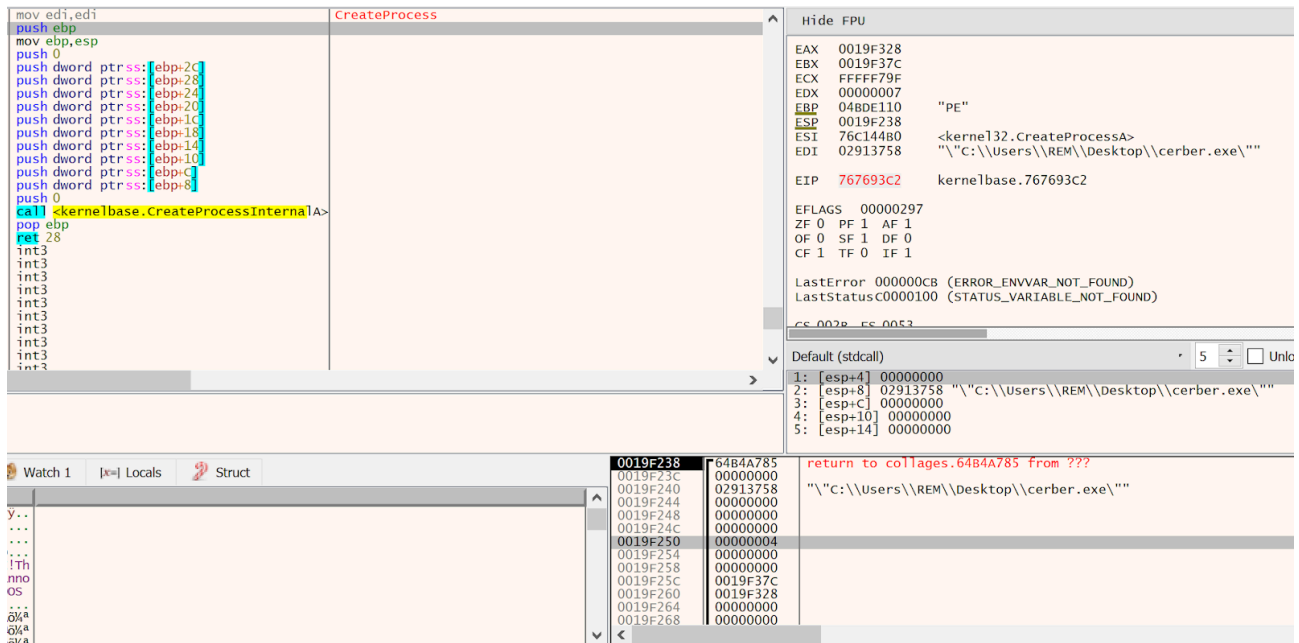 mov edi,edi
CreateProcess
push ebp
mov ebp,esp
push 0
push dword ptr ss:[ebp+2C]
push dword ptr ss:[ebp+28]
push dword ptr ss:[ebp+24]
push dword ptr ss:[ebp+20]
push dword ptr ss:[ebp+1C]
push dword ptr ss:[ebp+18]
push dword ptr ss:[ebp+14]
push dword ptr ss:[ebp+10]
push dword ptr ss:[ebp+C]
push dword ptr ss:[ebp+8]
push 0
call <kernelbase.CreateProcessInternalA>
pop ebp
ret 28
int3
int3
int3
int3
int3
int3
int3
int3
int3
int3
Hide FPU
EAX 0019F328
EBX 0019F37C
ECX FFFFF79F
EDX 00000007
EBP 04BDE110 "PE"
ESP 0019F238
ESI 76C144B0 <kernel32.CreateProcessA>
EDI 02913758 "\"C:\\Users\\REM\\Desktop\\cerber.exe\""
EIP 767693C2 kernelbase.767693C2
EFLAGS 00000297
ZF 0 PF 1 AF 1
OF 0 SF 1 DF 0
CF 1 TF 0 IF 1
LastError 000000CB (ERROR_ENVVAR_NOT_FOUND)
LastStatus C0000100 (STATUS_VARIABLE_NOT_FOUND)
CS 002B FS 0053
Default (stdcall)
5
Unlo
1: [esp+4] 00000000
2: [esp+8] 02913758 "\"C:\\Users\\REM\\Desktop\\cerber.exe\""
3: [esp+C] 00000000
4: [esp+10] 00000000
5: [esp+14] 00000000
Watch 1
[x=] Locals
Struct
ÿ..
...
...
...
!Th
nno
OS
...
0019F238 64B4A785 return to collages.64B4A785 from ???
0019F23C 00000000
0019F240 02913758 "\"C:\\Users\\REM\\Desktop\\cerber.exe\""
0019F244 00000000
0019F248 00000000
0019F24C 00000000
0019F250 00000004
0019F254 00000000
0019F258 00000000
0019F25C 0019F37C
0019F260 0019F328
0019F264 00000000
0019F268 00000000